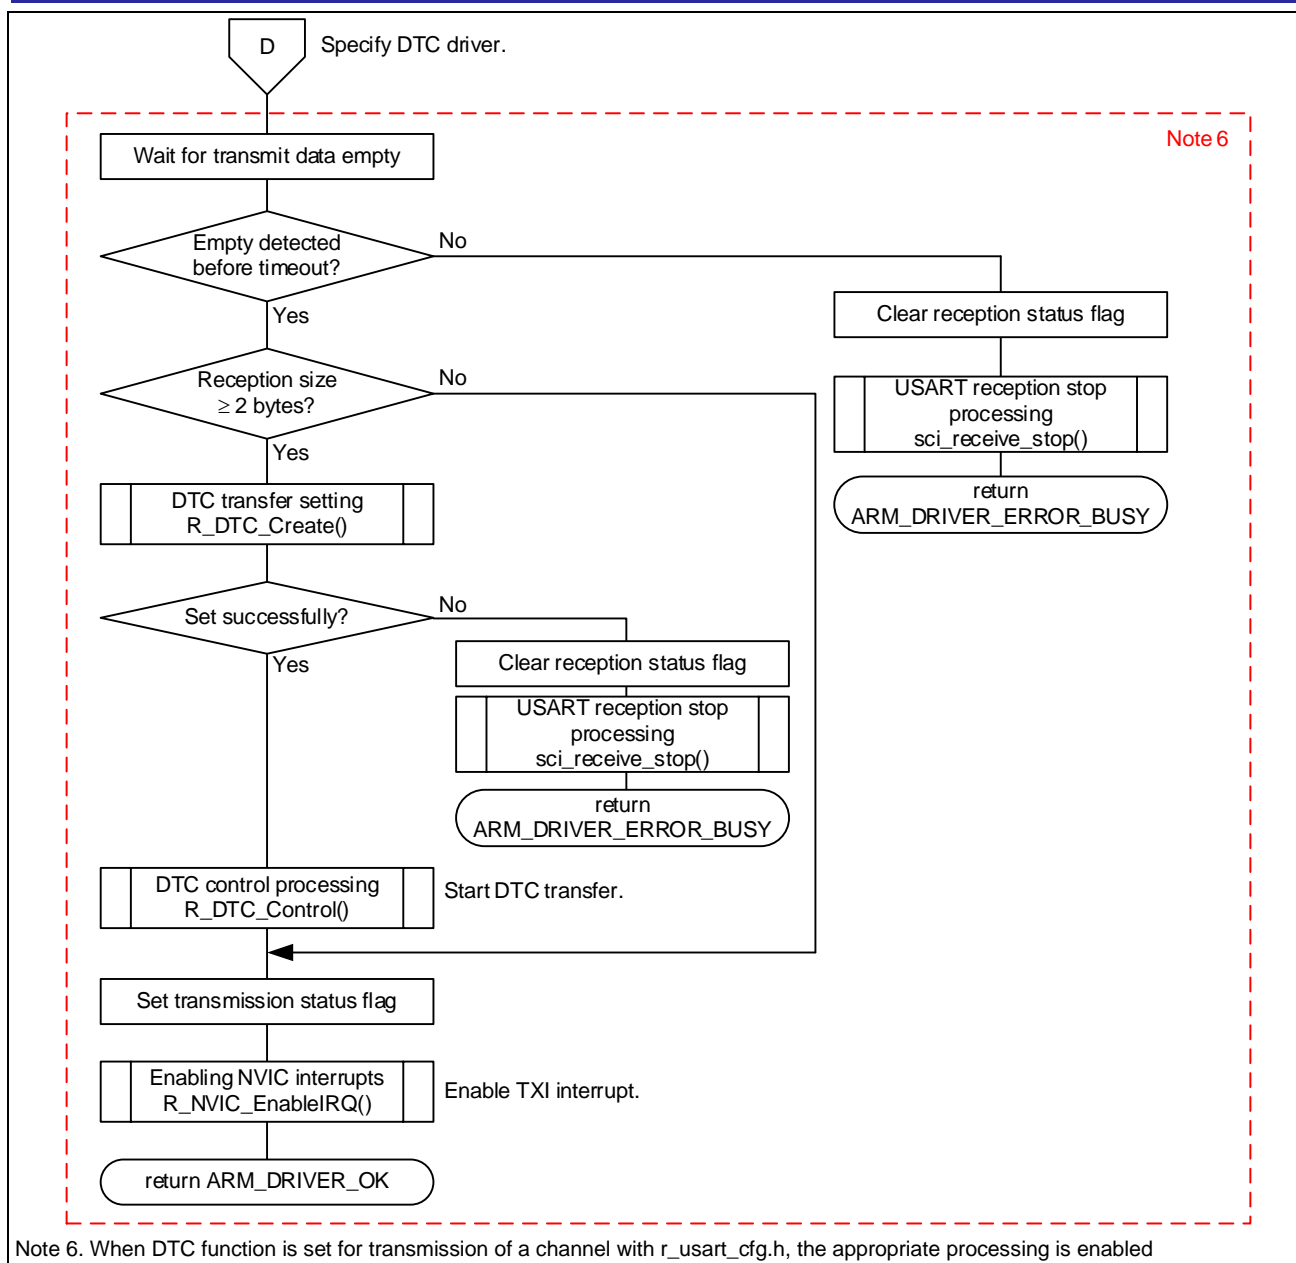 D
Specify DTC driver.
Note 6
Wait for transmit data empty
Empty detected
before timeout?
No
Yes
Clear reception status flag
USART reception stop
processing
sci_receive_stop()
return
ARM_DRIVER_ERROR_BUSY
Reception size
≥ 2 bytes?
No
Yes
DTC transfer setting
R_DTC_Create()
Set successfully?
No
Yes
Clear reception status flag
USART reception stop
processing
sci_receive_stop()
return
ARM_DRIVER_ERROR_BUSY
DTC control processing
R_DTC_Control()
Start DTC transfer.
Set transmission status flag
Enabling NVIC interrupts
R_NVIC_EnableIRQ()
Enable TXI interrupt.
return ARM_DRIVER_OK
Note 6. When DTC function is set for transmission of a channel with r_usart_cfg.h, the appropriate processing is enabled